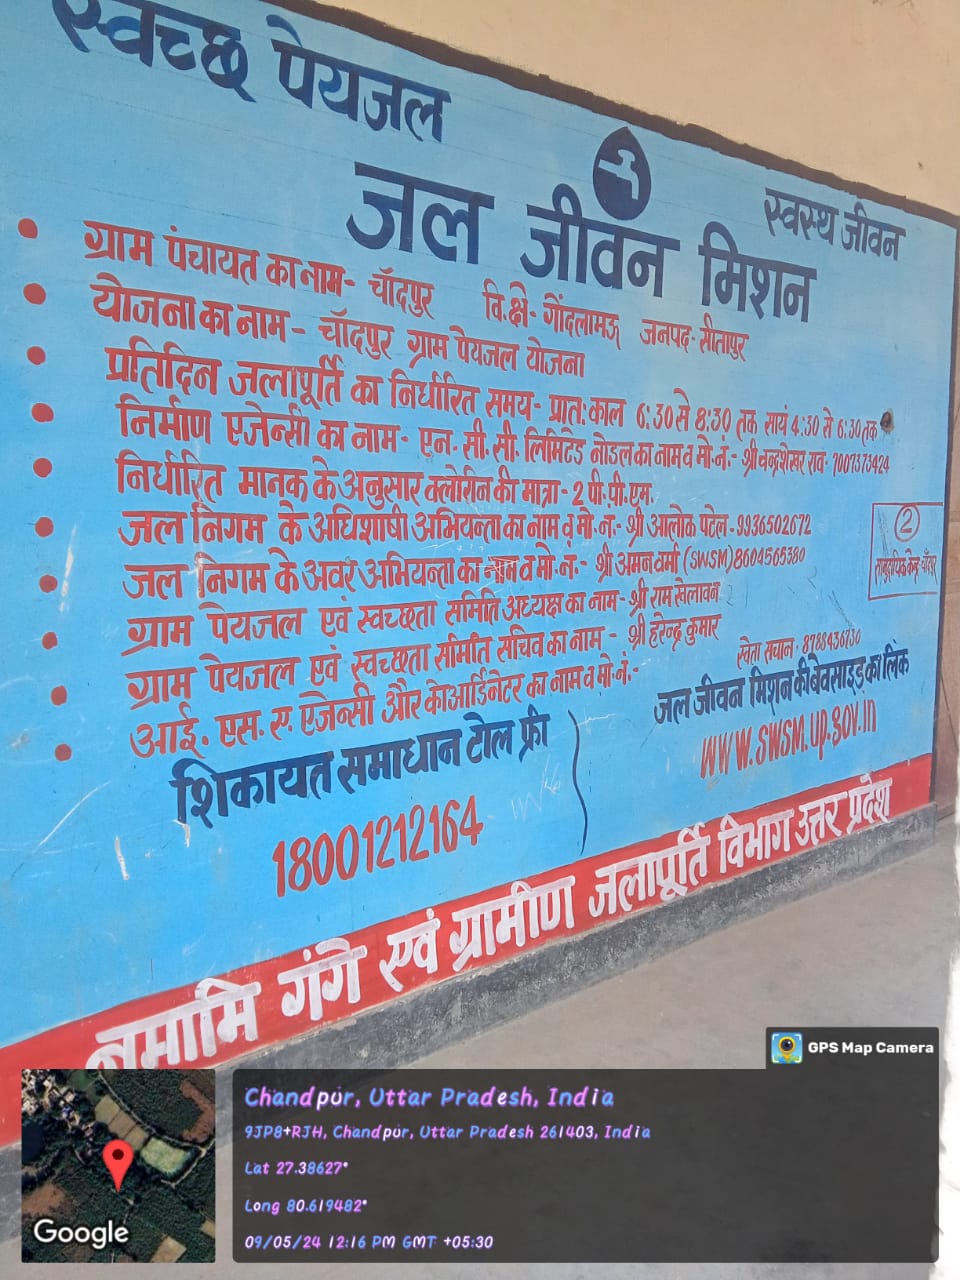 स्वच्छ पेयजल
स्वस्थ जीवन
जल जीवन मिशन
ग्राम पंचायत का नाम- चाँदपुर वि.क्षे- गोंदलामऊ जनपद- सीतापुर
योजना का नाम- चाँदपुर ग्राम पेयजल योजना
प्रतिदिन जलापूर्ति का निर्धारित समय- प्रात:काल 6:30 से 8:30 तक सायं 4:30 से 6:30 तक
निर्माण एजेन्सी का नाम- एन. सी. सी. लिमिटेड नोडल का नाम व मो.नं.- श्री चन्द्रशेखर राव- 7007373424
निर्धारित मानक के अनुसार क्लोरिन की मात्रा- 2 पी. पी. एम.
जल निगम के अधिशाषी अभियन्ता का नाम व मो.नं.- श्री आलोक पटेल-9936502672
जल निगम के अवर अभियन्ता का नाम व मो.नं.- श्री अमन वर्मा (SWSM) 8604565380
ग्राम पेयजल एवं स्वच्छता समिति अध्यक्ष का नाम- श्री राम खेलावन
ग्राम पेयजल एवं स्वच्छता समिति सचिव का नाम- श्री हरेन्द्र कुमार
आई. एस. ए. ऐजेन्सी और कोआर्डिनेटर का नाम व मो.नं.-
8788436730
2
शिकायत समाधान टोल फ्री
18001212164
जल जीवन मिशन की बेवसाइड का लिंक
www.swsm.up.gov.in
नमामि गंगे एवं ग्रामीण जलापूर्ति विभाग उत्तर प्रदेश
GPS Map Camera
Chandpur, Uttar Pradesh, India
9JP8+RJH, Chandpur, Uttar Pradesh 261403, India
Lat 27.38627°
Long 80.619482°
09/05/24 12:16 PM GMT +05:30
Google